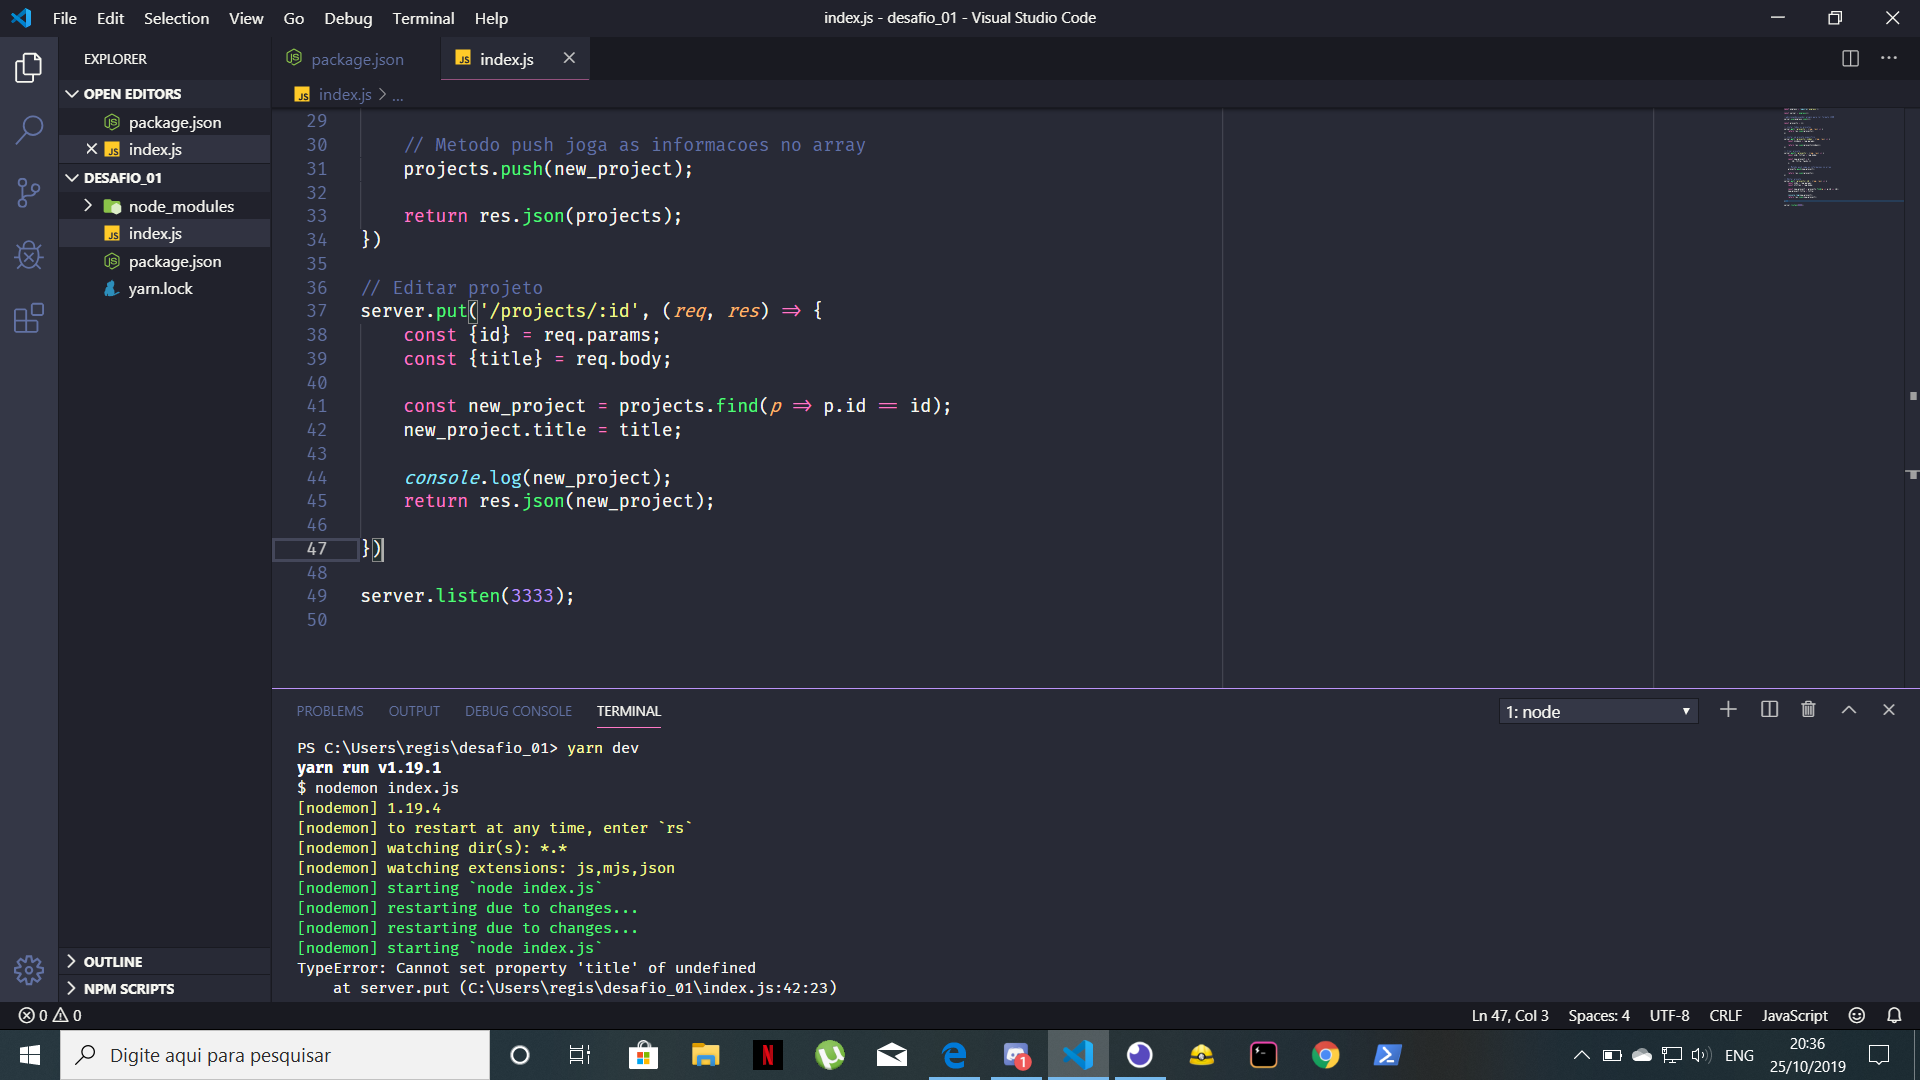 File Edit Selection View Go Debug Terminal Help
index.js - desafio_01 - Visual Studio Code
EXPLORER
OPEN EDITORS
package.json
index.js
DESAFIO_01
node_modules
index.js
package.json
yarn.lock
OUTLINE
NPM SCRIPTS
package.json index.js
index.js > ...
29
30 // Metodo push joga as informacoes no array
31 projects.push(new_project);
32
33 return res.json(projects);
34 })
35
36 // Editar projeto
37 server.put('/projects/:id', (req, res) => {
38 const {id} = req.params;
39 const {title} = req.body;
40
41 const new_project = projects.find(p => p.id == id);
42 new_project.title = title;
43
44 console.log(new_project);
45 return res.json(new_project);
46
47 })
48
49 server.listen(3333);
50
PROBLEMS OUTPUT DEBUG CONSOLE TERMINAL
1: node
PS C:\Users\regis\desafio_01> yarn dev
yarn run v1.19.1
$ nodemon index.js
[nodemon] 1.19.4
[nodemon] to restart at any time, enter `rs`
[nodemon] watching dir(s): *.*
[nodemon] watching extensions: js,mjs,json
[nodemon] starting `node index.js`
[nodemon] restarting due to changes...
[nodemon] restarting due to changes...
[nodemon] starting `node index.js`
TypeError: Cannot set property 'title' of undefined
at server.put (C:\Users\regis\desafio_01\index.js:42:23)
0 0
Ln 47, Col 3 Spaces: 4 UTF-8 CRLF JavaScript
Digite aqui para pesquisar
1
ENG
20:36
25/10/2019